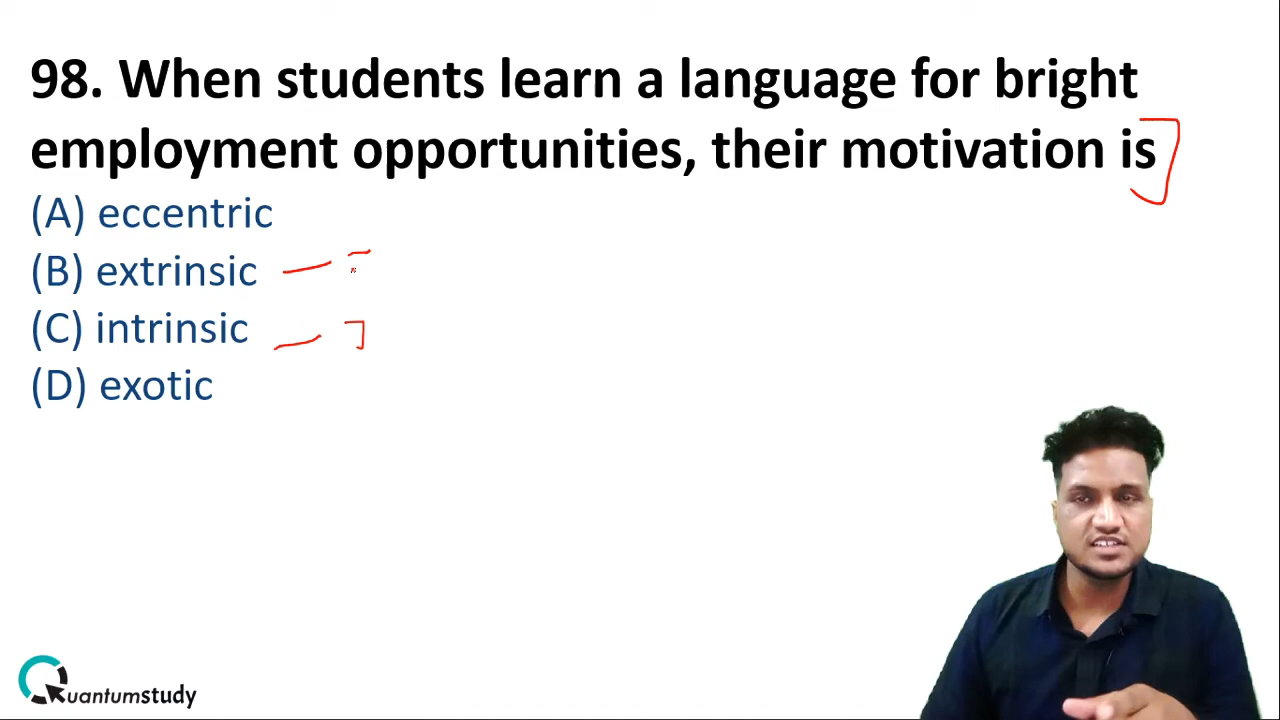 98. When students learn a language for bright
employment opportunities, their motivation is
(A) eccentric
(B) extrinsic
(C) intrinsic
(D) exotic
Quantumstudy